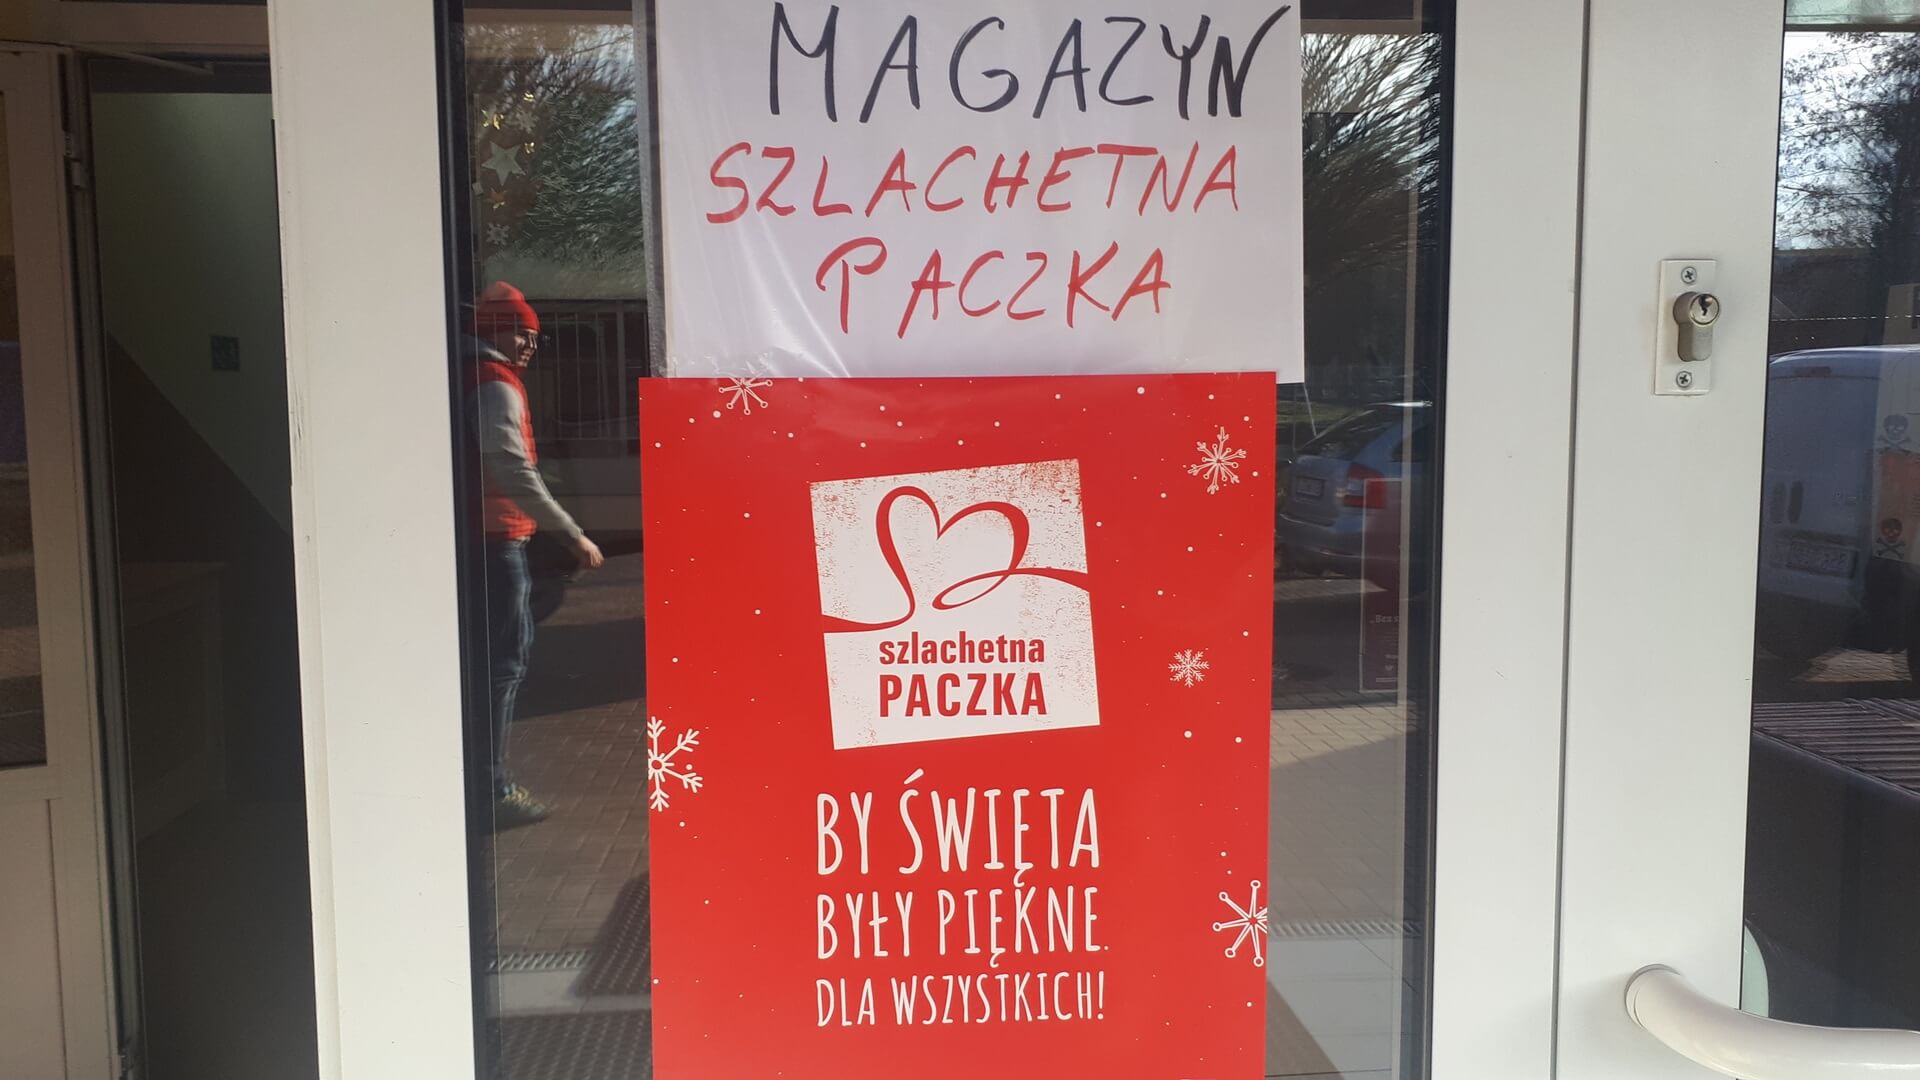 MAGAZYN
SZLACHETNA
PACZKA
szlachetna
PACZKA
BY ŚWIĘTA
BYŁY PIĘKNE.
DLA WSZYSTKICH!